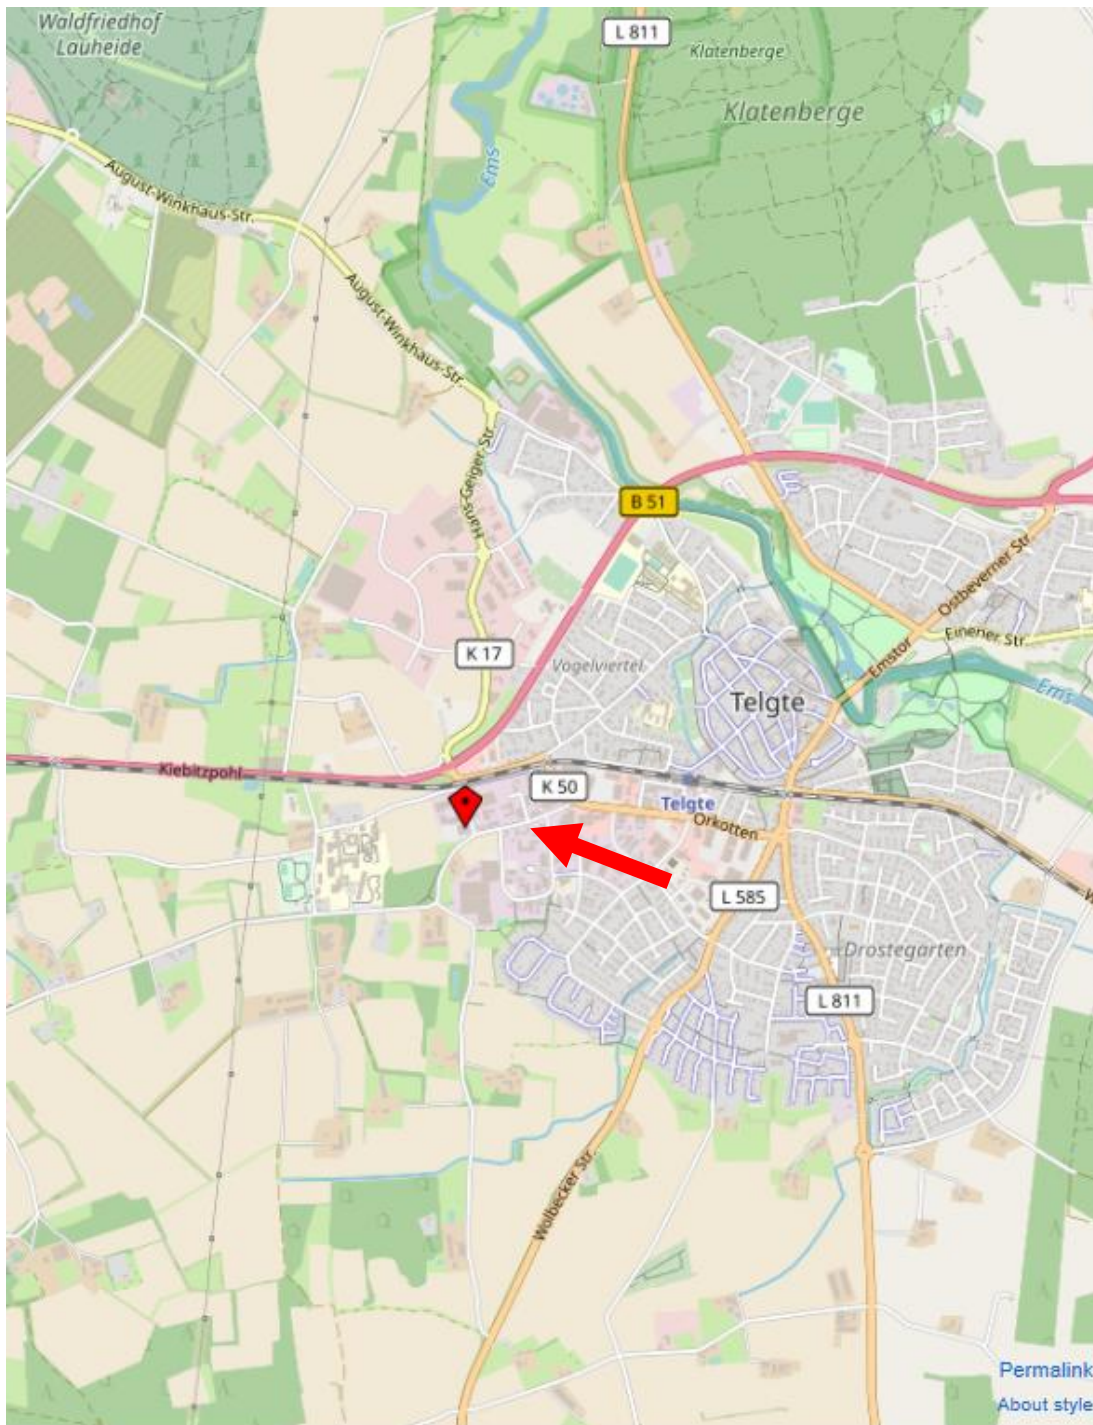 Waldfriedhof
Lauheide
L 811
Klatenberge
Klatenberge
Ems
August-Winkhaus-Str.
August-Winkhaus-Str.
Hans-Geiger-Str.
B 51
Ostbeverner Str.
Einener Str.
K 17
Vogelviertel
Emstor
Ems
Telgte
Kiebitzpohl
K 50
Telgte
Orkotten
L 585
Drostegarten
L 811
Wolbecker Str.
Permalink
About style